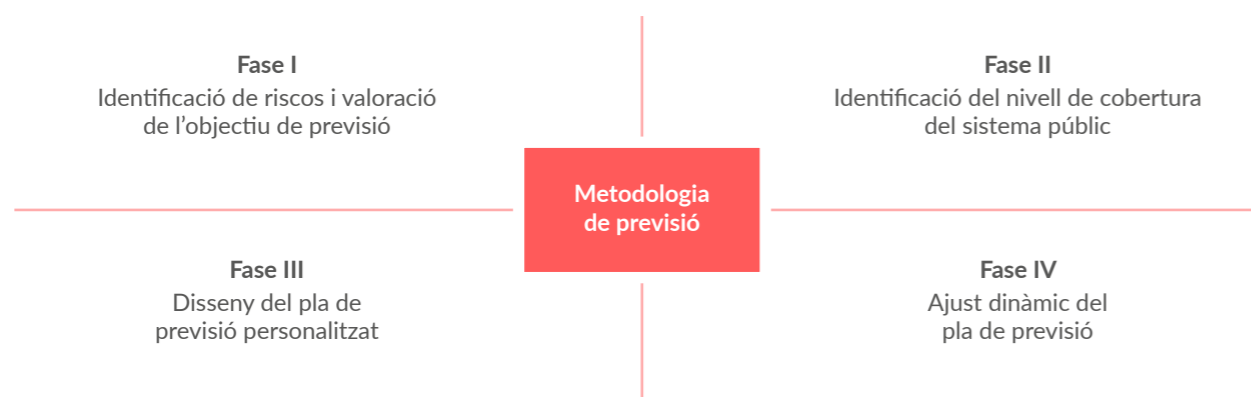 Fase I
Identificació de riscos i valoració
de l’objectiu de previsió
Fase II
Identificació del nivell de cobertura
del sistema públic
Metodologia
de previsió
Fase III
Disseny del pla de
previsió personalitzat
Fase IV
Ajust dinàmic del
pla de previsió